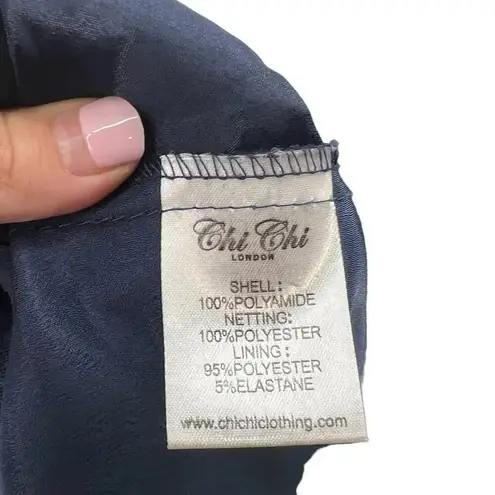 Chi Chi
LONDON
SHELL:
100%POLYAMIDE
NETTING:
100%POLYESTER
LINING:
95%POLYESTER
5%ELASTANE
www.chichiclothing.com